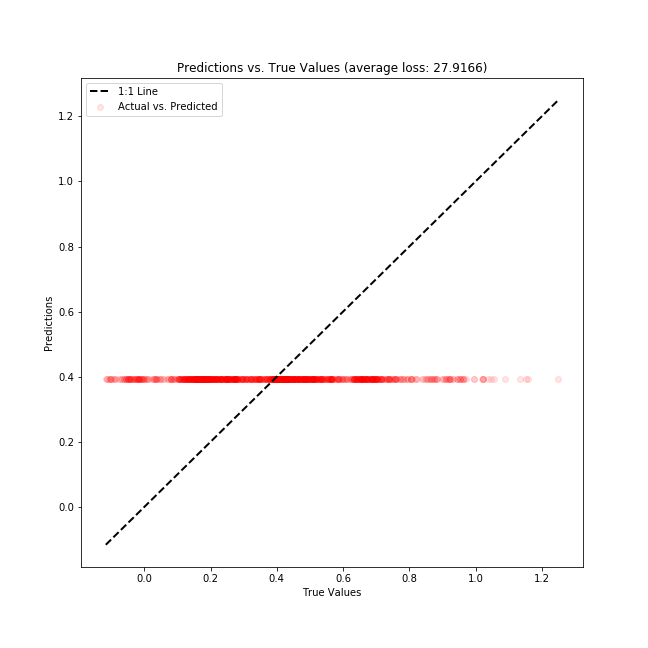 Predictions vs. True Values (average loss: 27.9166)
1:1 Line
Actual vs. Predicted
1.2
1.0
0.8
0.6
0.4
0.2
0.0
Predictions
0.0 0.2 0.4 0.6 0.8 1.0 1.2
True Values